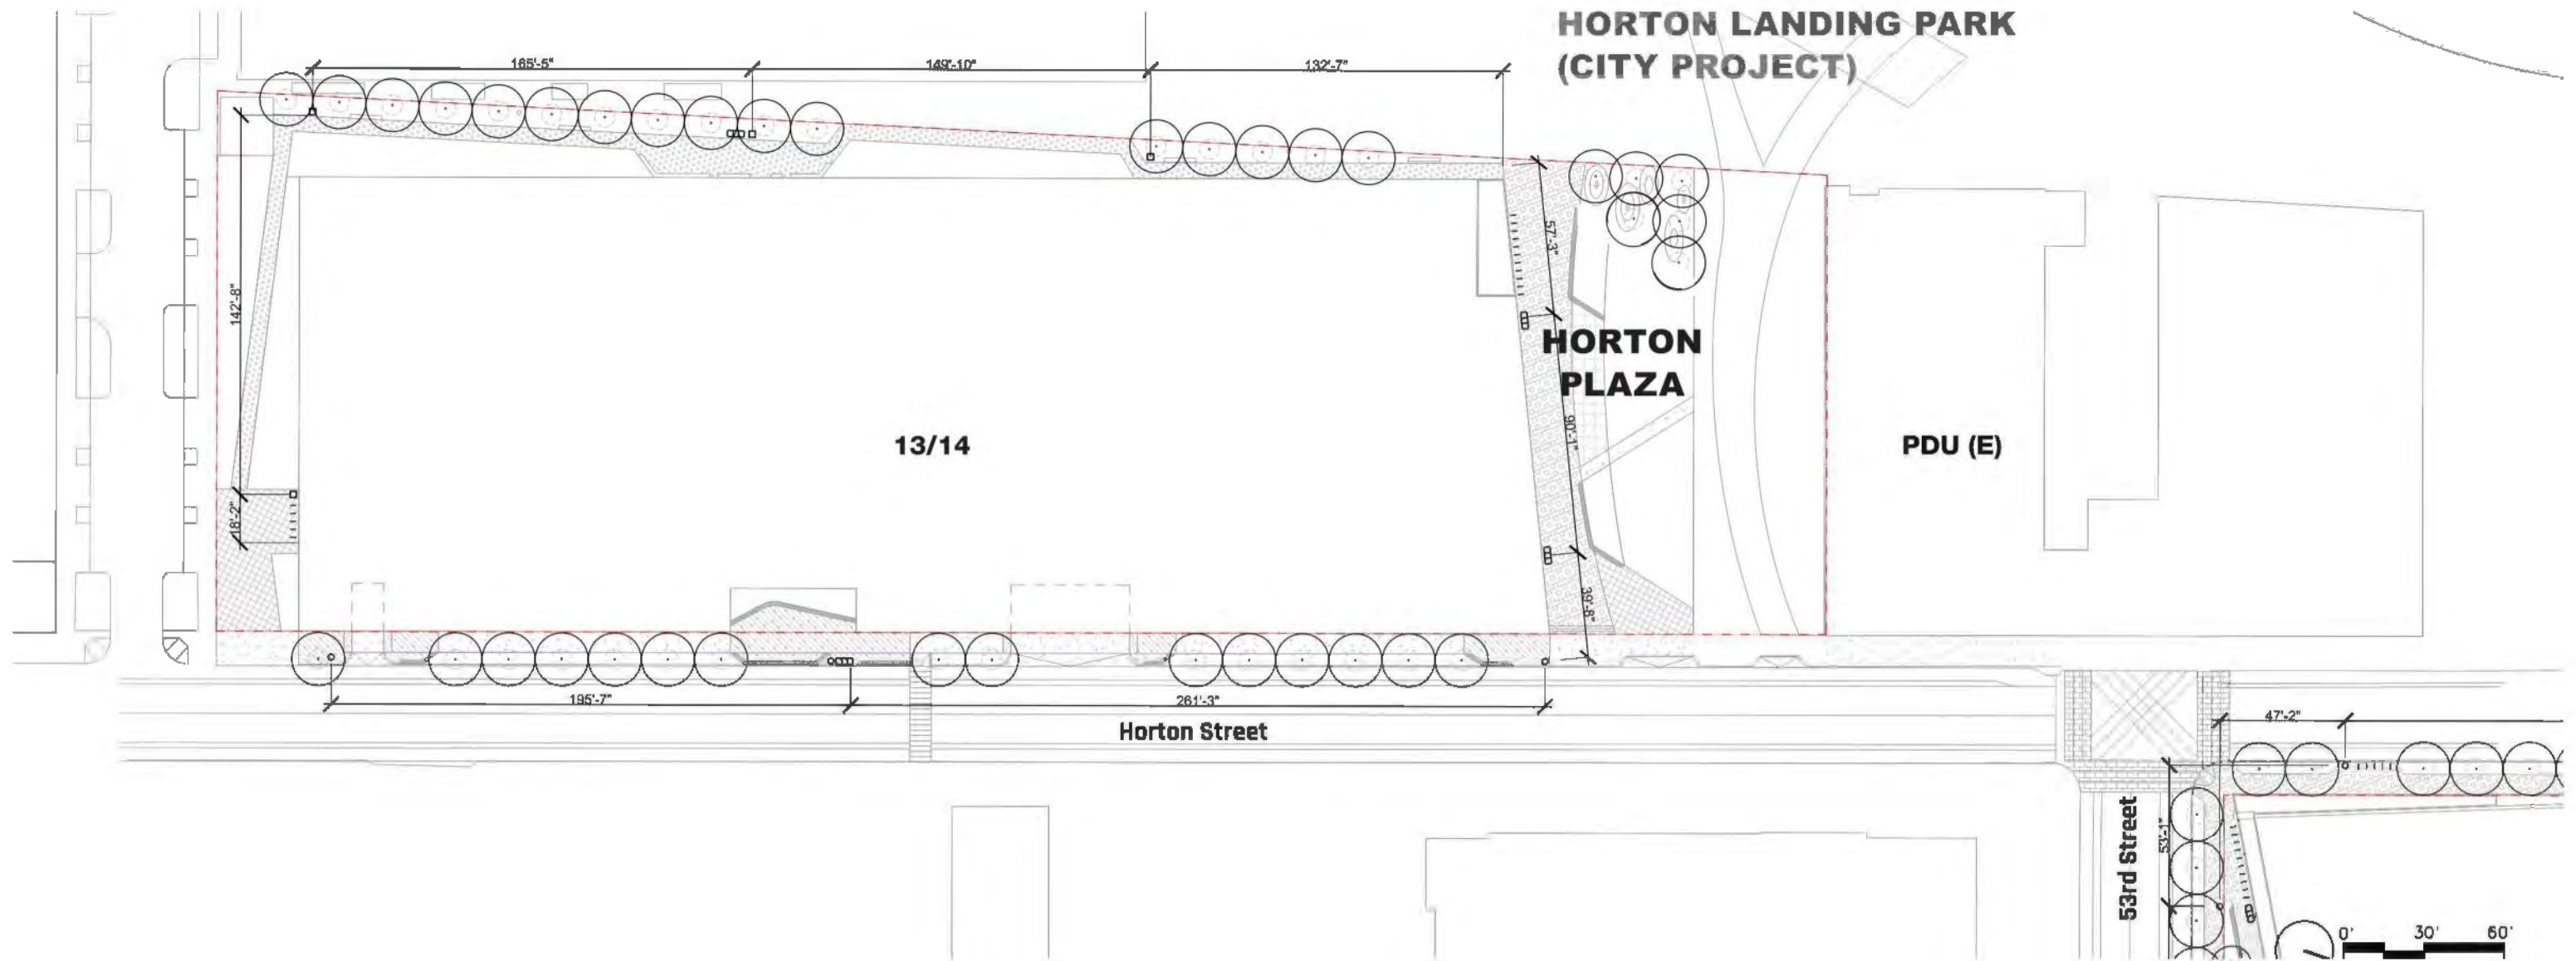 HORTON LANDING PARK
(CITY PROJECT)
165'-5"
149'-10"
132'-7"
57'-3"
142'-8"
HORTON
PLAZA
90'-1"
13/14
PDU (E)
18'-2"
39'-8"
195'-7"
261'-3"
Horton Street
47'-2"
53rd Street
53'-1"
0' 30' 60'